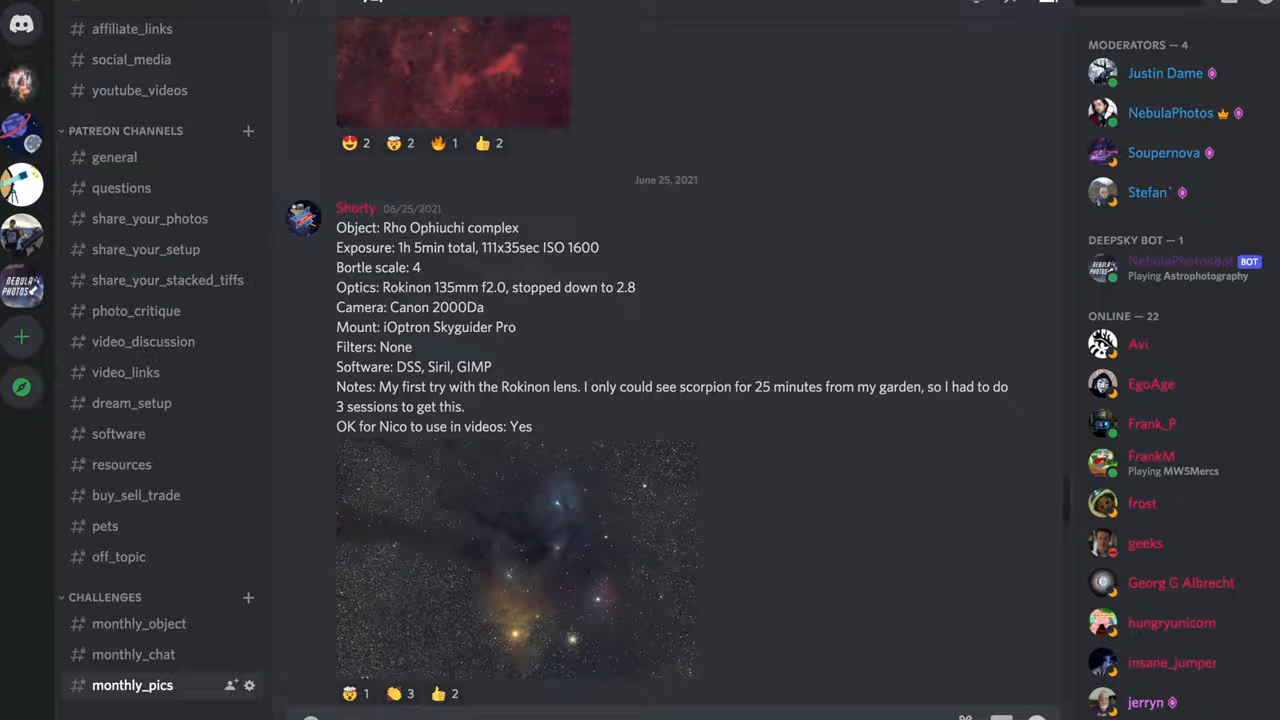 affiliate_links
social_media
youtube_videos
PATREON CHANNELS
general
questions
share_your_photos
share_your_setup
share_your_stacked_tiffs
photo_critique
video_discussion
video_links
dream_setup
software
resources
buy_sell_trade
pets
off_topic
CHALLENGES
monthly_object
monthly_chat
monthly_pics
NEBULA
PHOTOS
2
2
1
2
June 25, 2021
Shorty 06/25/2021
Object: Rho Ophiuchi complex
Exposure: 1h 5min total, 111x35sec ISO 1600
Bortle scale: 4
Optics: Rokinon 135mm f2.0, stopped down to 2.8
Camera: Canon 2000Da
Mount: iOptron Skyguider Pro
Filters: None
Software: DSS, Siril, GIMP
Notes: My first try with the Rokinon lens. I only could see scorpion for 25 minutes from my garden, so I had to do
3 sessions to get this.
OK for Nico to use in videos: Yes
1
3
2
MODERATORS — 4
Justin Dame
NebulaPhotos
Soupernova
Stefan`
DEEPSKY BOT — 1
NebulaPhotosBot BOT
Playing Astrophotography
ONLINE — 22
Avi
EgoAge
Frank_P
FrankM
Playing MW5Mercs
frost
geeks
Georg G Albrecht
hungryunicorn
insane_jumper
jerryn